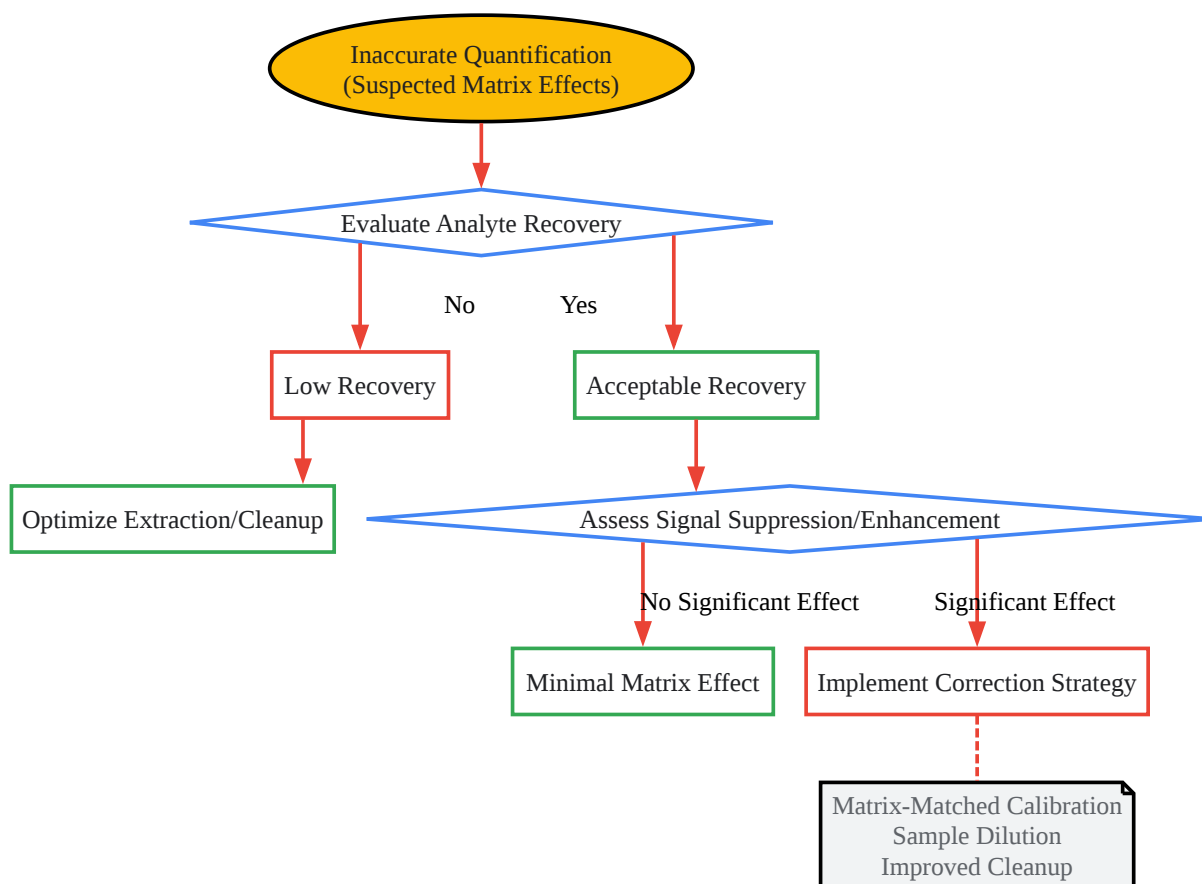 Inaccurate Quantification
(Suspected Matrix Effects)
Evaluate Analyte Recovery
No
Yes
Low Recovery
Acceptable Recovery
Optimize Extraction/Cleanup
Assess Signal Suppression/Enhancement
No Significant Effect
Significant Effect
Minimal Matrix Effect
Implement Correction Strategy
Matrix-Matched Calibration
Sample Dilution
Improved Cleanup